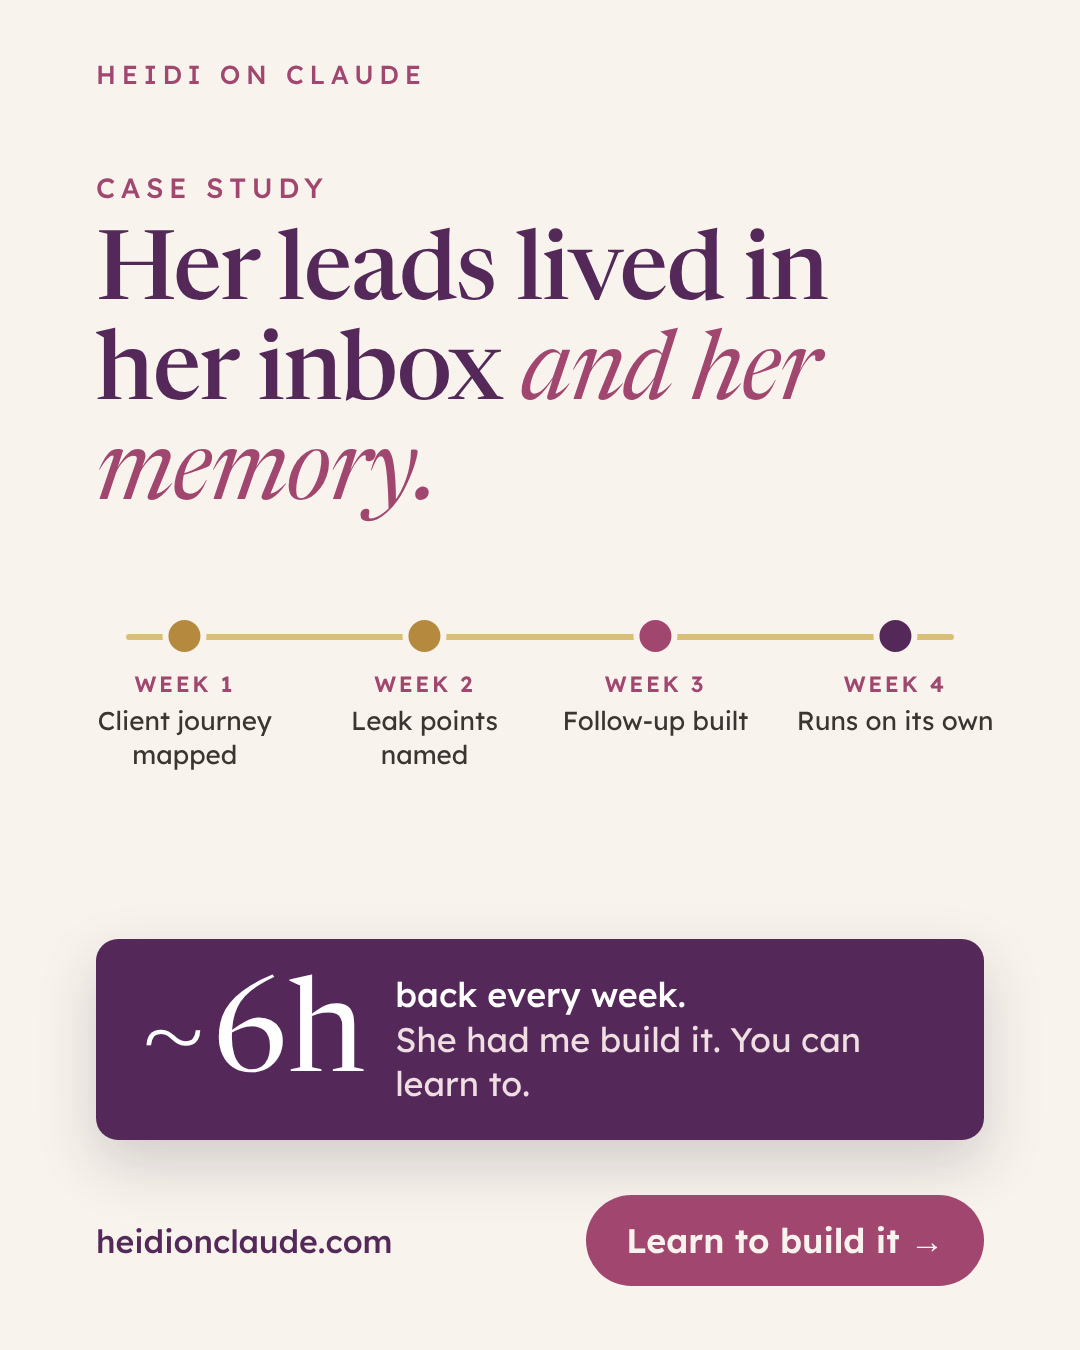 HEIDI ON CLAUDE
CASE STUDY
Her leads lived in
her inbox and her
memory.
WEEK 1
Client journey
mapped
WEEK 2
Leak points
named
WEEK 3
Follow-up built
WEEK 4
Runs on its own
~6h
back every week.
She had me build it. You can
learn to.
heidionclaude.com
Learn to build it →